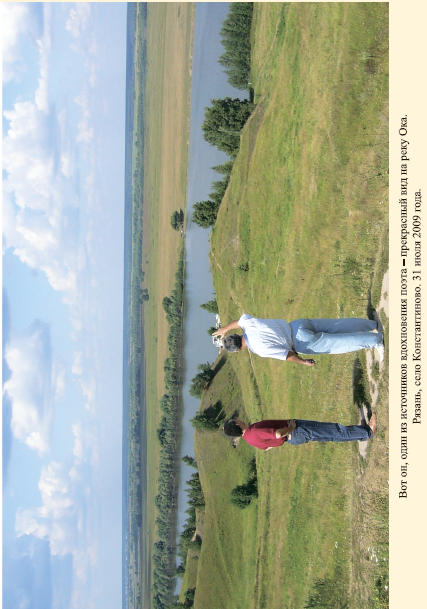 Вот он, один из источников вдохновения поэта – прекрасный вид на реку Ока.
Рязань, село Константиново. 31 июля 2009 года.